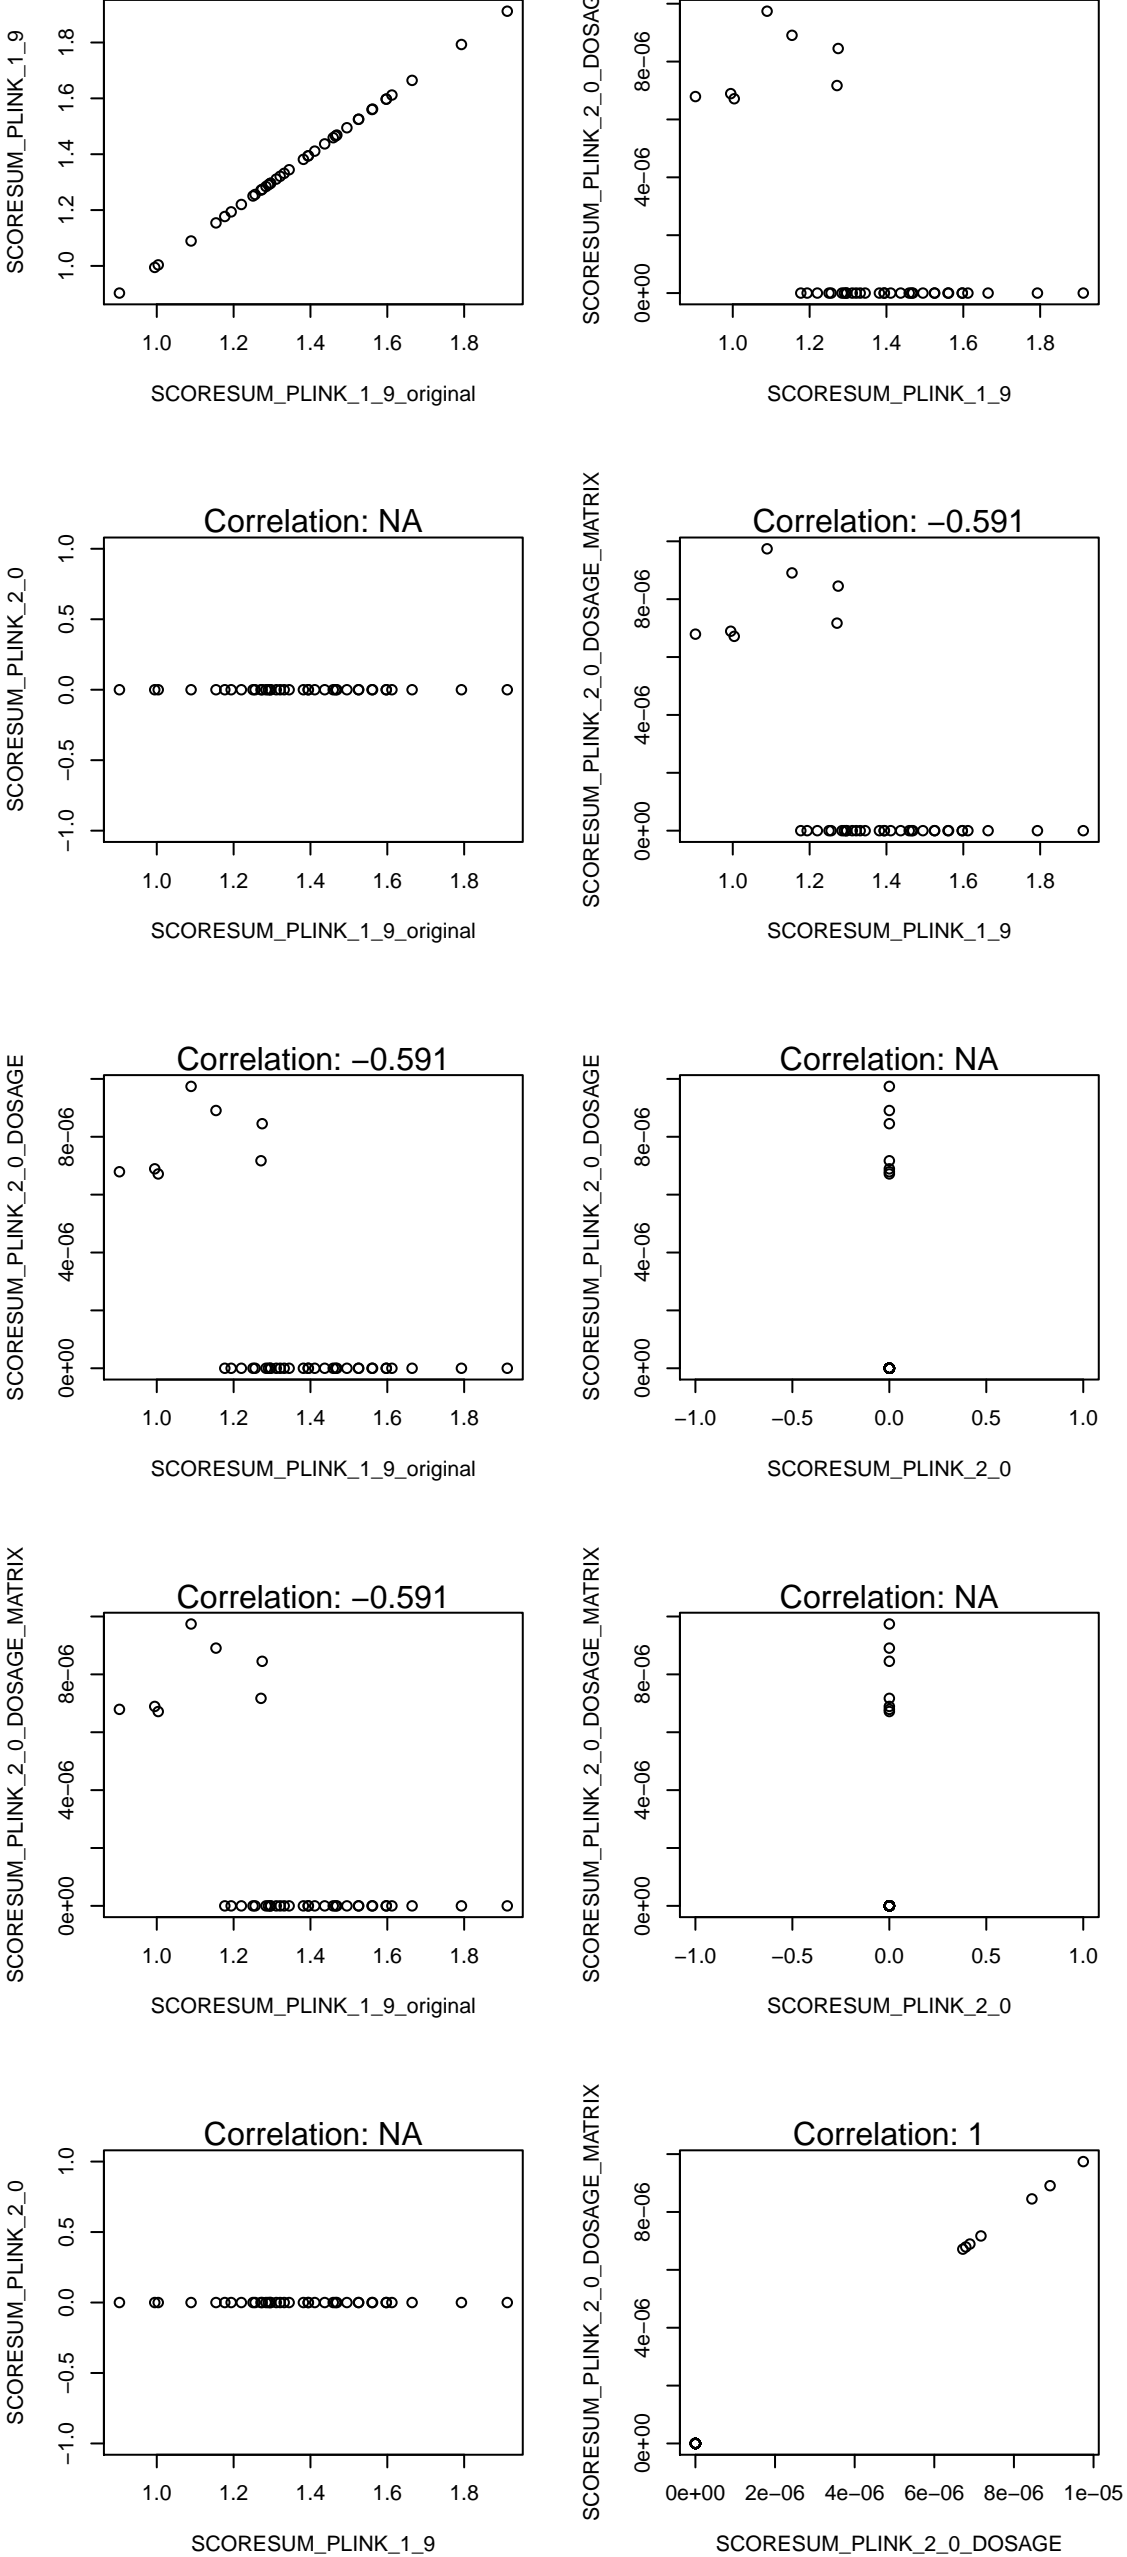 SCORESUM_PLINK_1_9
1.0 1.2 1.4 1.6 1.8
1.0 1.2 1.4 1.6 1.8
SCORESUM_PLINK_1_9_original
0e+00 4e−06 8e−06
1.0 1.2 1.4 1.6 1.8
SCORESUM_PLINK_1_9
Correlation: NA
SCORESUM_PLINK_2_0
−1.0 −0.5 0.0 0.5 1.0
1.0 1.2 1.4 1.6 1.8
SCORESUM_PLINK_1_9_original
Correlation: −0.591
SCORESUM_PLINK_2_0_DOSAGE_MATRIX
0e+00 4e−06 8e−06
1.0 1.2 1.4 1.6 1.8
SCORESUM_PLINK_1_9
Correlation: −0.591
SCORESUM_PLINK_2_0_DOSAGE
0e+00 4e−06 8e−06
1.0 1.2 1.4 1.6 1.8
SCORESUM_PLINK_1_9_original
Correlation: NA
SCORESUM_PLINK_2_0_DOSAGE
0e+00 4e−06 8e−06
−1.0 −0.5 0.0 0.5 1.0
SCORESUM_PLINK_2_0
Correlation: −0.591
SCORESUM_PLINK_2_0_DOSAGE_MATRIX
0e+00 4e−06 8e−06
1.0 1.2 1.4 1.6 1.8
SCORESUM_PLINK_1_9_original
Correlation: NA
SCORESUM_PLINK_2_0_DOSAGE_MATRIX
0e+00 4e−06 8e−06
−1.0 −0.5 0.0 0.5 1.0
SCORESUM_PLINK_2_0
Correlation: NA
SCORESUM_PLINK_2_0
−1.0 −0.5 0.0 0.5 1.0
1.0 1.2 1.4 1.6 1.8
SCORESUM_PLINK_1_9
Correlation: 1
SCORESUM_PLINK_2_0_DOSAGE_MATRIX
0e+00 4e−06 8e−06
0e+00 2e−06 4e−06 6e−06 8e−06 1e−05
SCORESUM_PLINK_2_0_DOSAGE